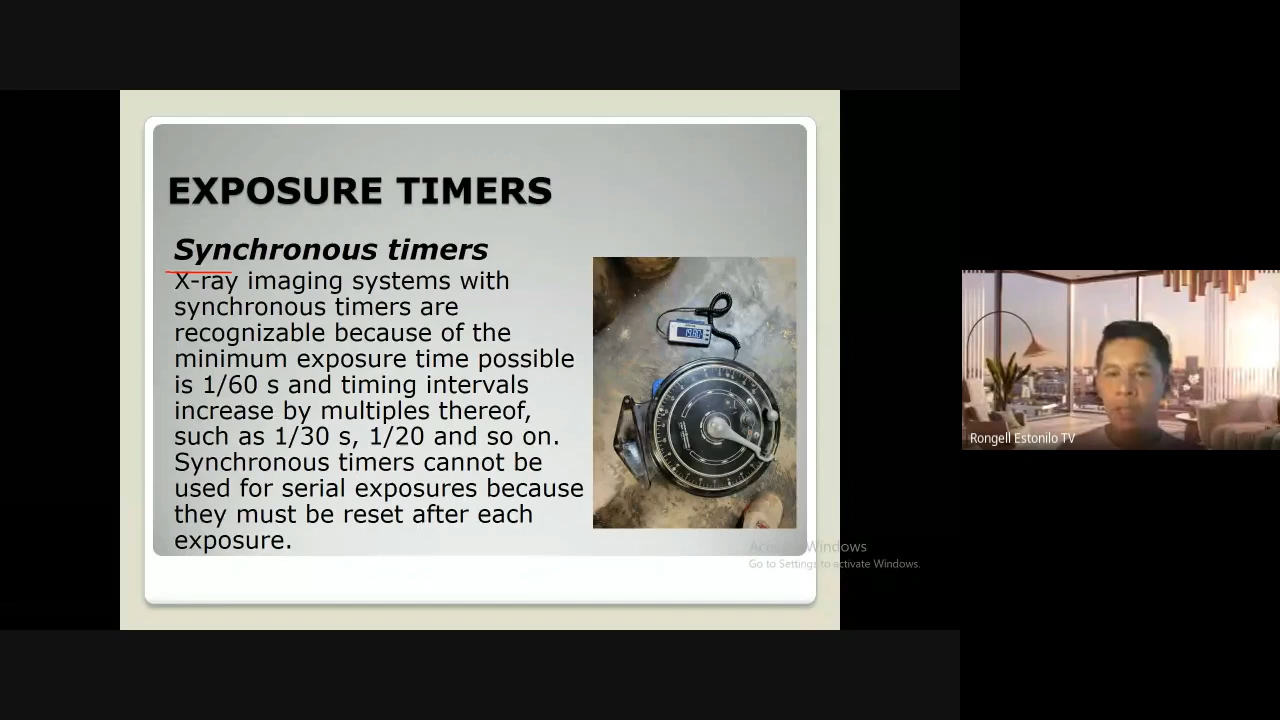 EXPOSURE TIMERS
Synchronous timers
X-ray imaging systems with
synchronous timers are
recognizable because of the
minimum exposure time possible
is 1/60 s and timing intervals
increase by multiples thereof,
such as 1/30 s, 1/20 and so on.
Synchronous timers cannot be
used for serial exposures because
they must be reset after each
exposure.
Activate Windows
Go to Settings to activate Windows.
Rongell Estonilo TV